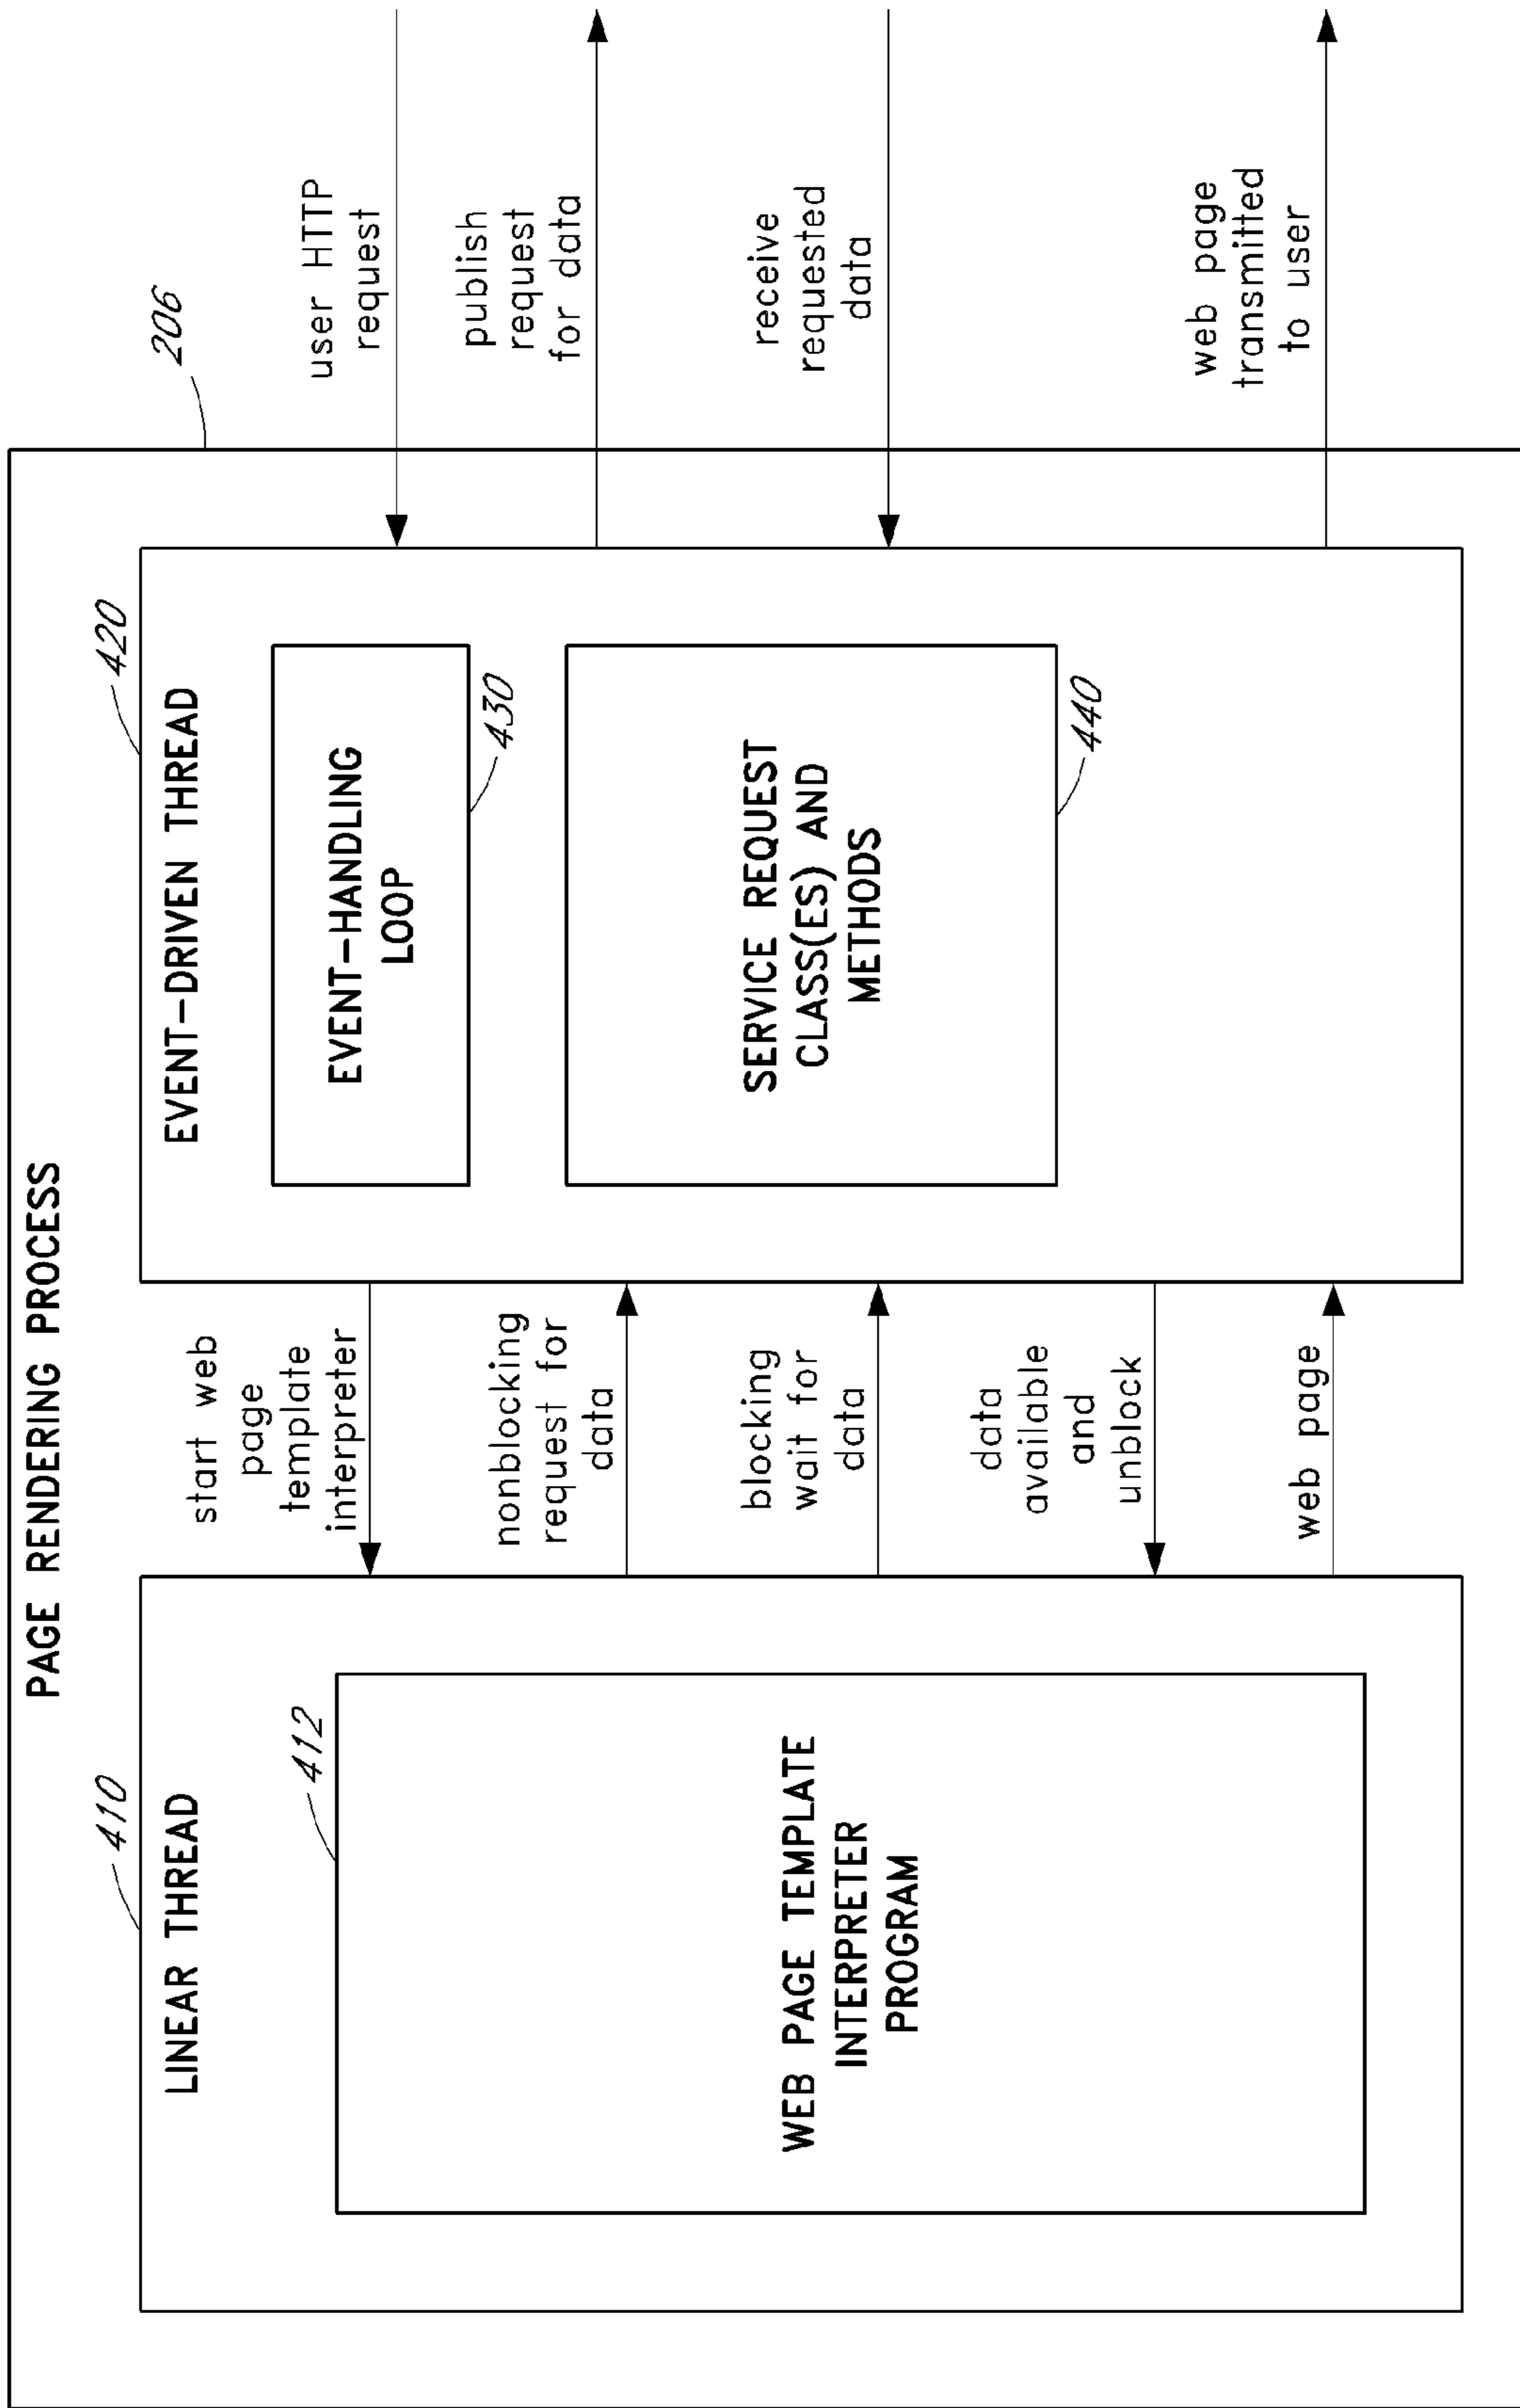 PAGE RENDERING PROCESS
206
410
LINEAR THREAD
412
WEB PAGE TEMPLATE
INTERPRETER
PROGRAM
start web
page
template
interpreter
nonblocking
request for
data
blocking
wait for
data
data
available
and
unblock
web page
420
EVENT-DRIVEN THREAD
EVENT-HANDLING
LOOP
430
SERVICE REQUEST
CLASS(ES) AND
METHODS
440
user HTTP
request
publish
request
for data
receive
requested
data
web page
transmitted
to user